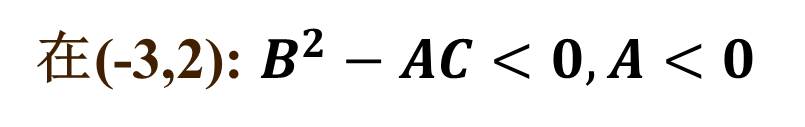 在(-3,2): B² − AC < 0, A < 0